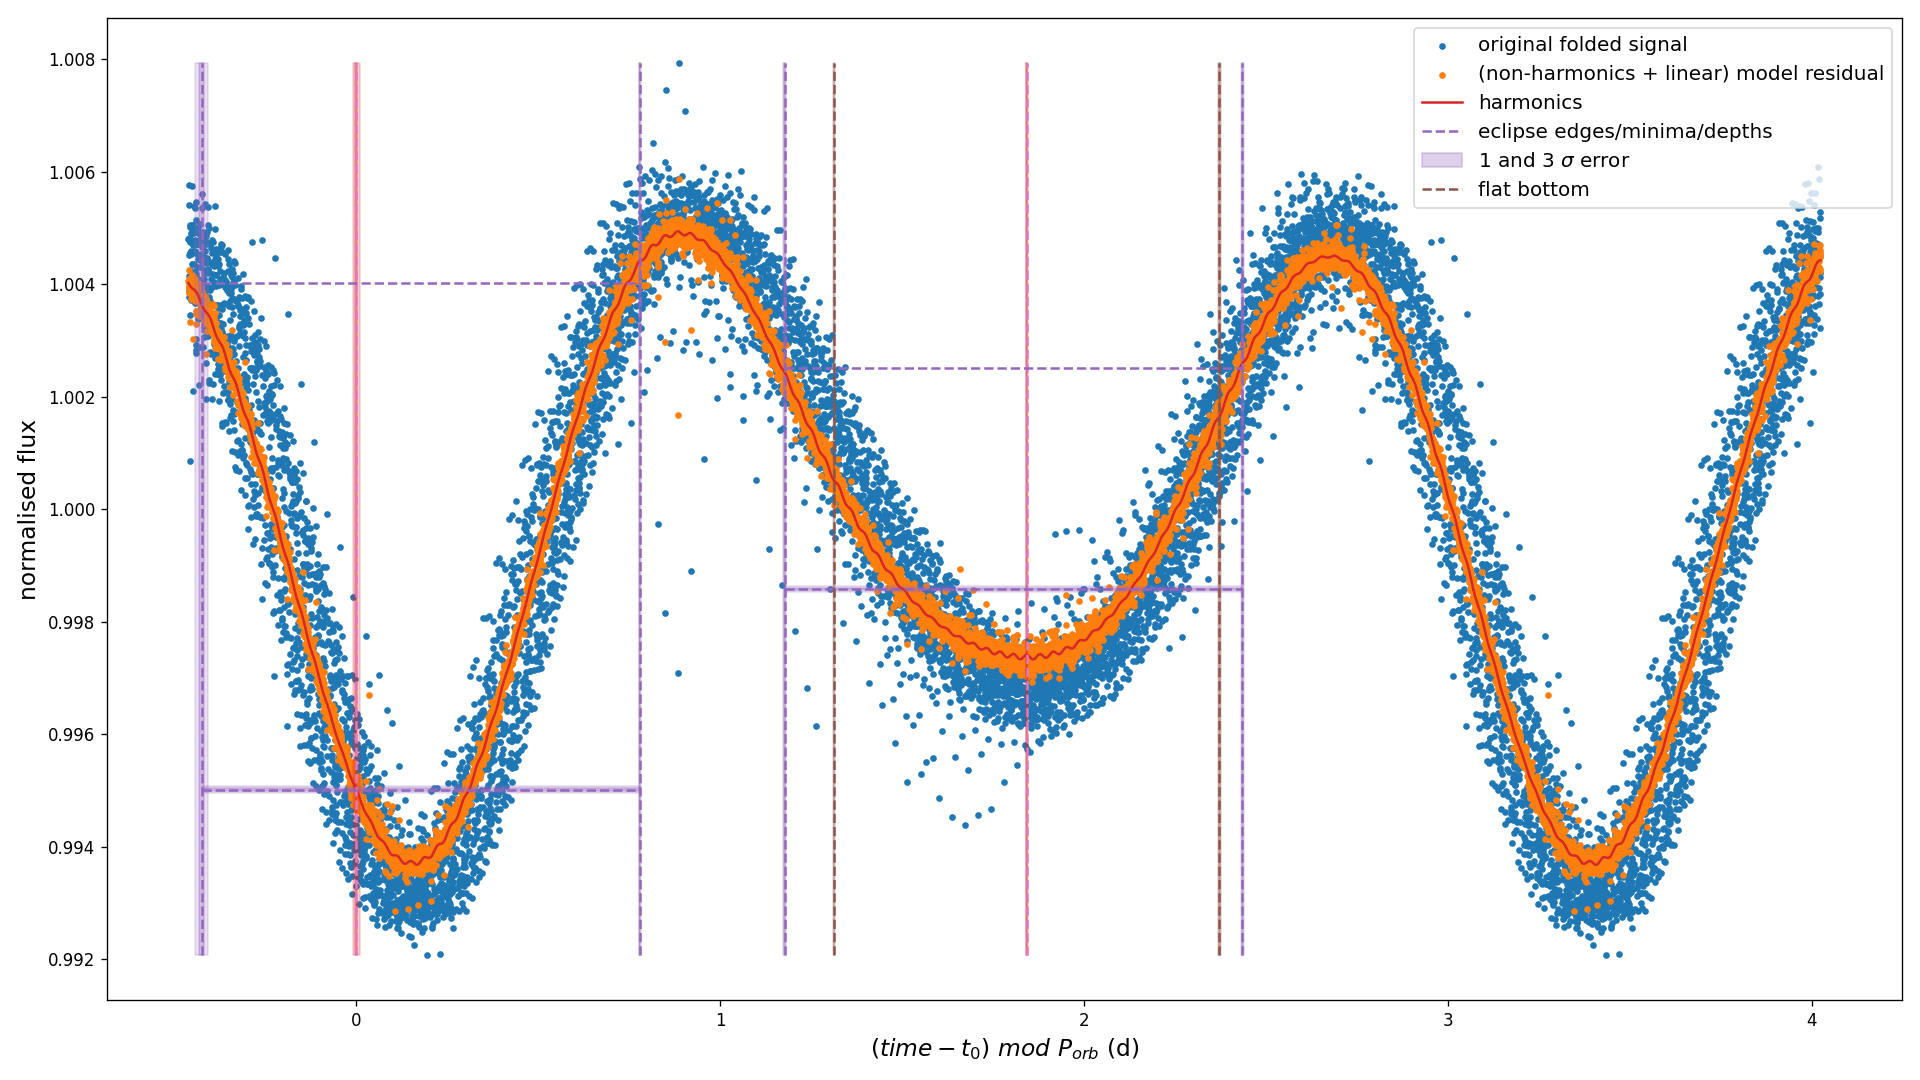 1.008
1.006
1.004
1.002
1.000
0.998
0.996
0.994
0.992
normalised flux
original folded signal
(non-harmonics + linear) model residual
harmonics
eclipse edges/minima/depths
1 and 3 σ error
flat bottom
0 1 2 3 4
(time − t₀) mod P_orb (d)